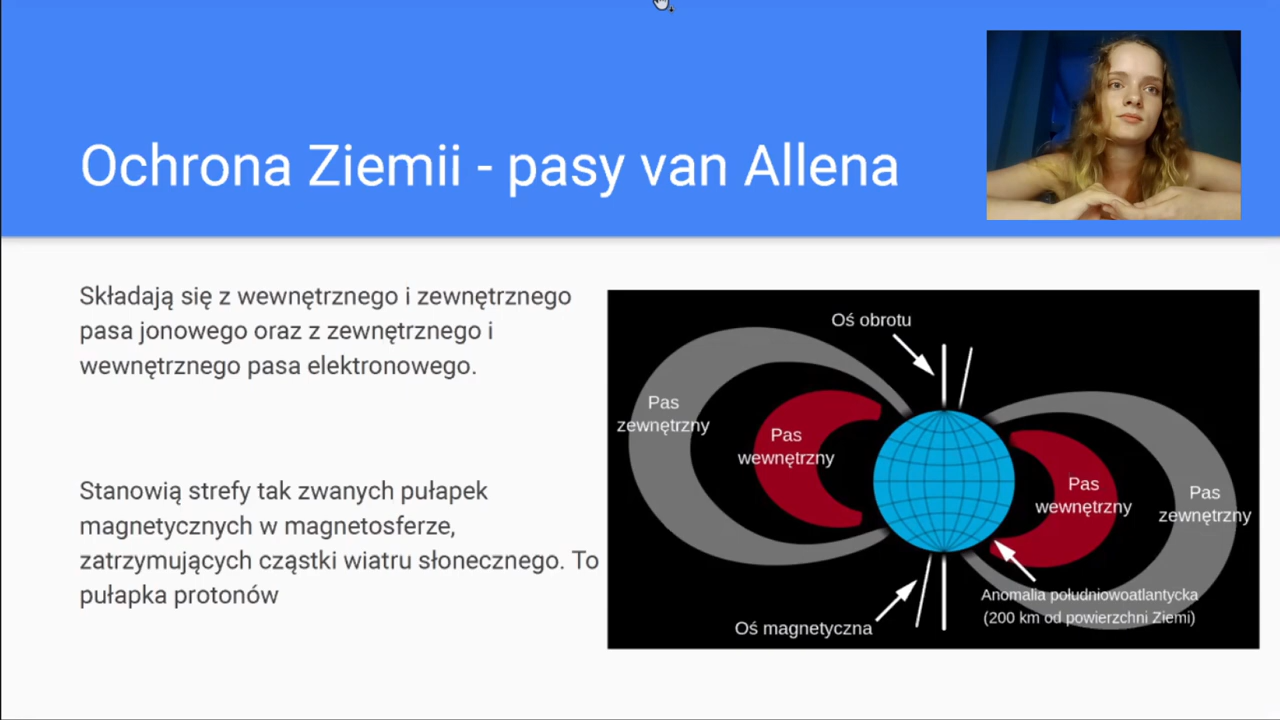 Ochrona Ziemii - pasy van Allena
Składają się z wewnętrznego i zewnętrznego
pasa jonowego oraz z zewnętrznego i
wewnętrznego pasa elektronowego.
Stanowią strefy tak zwanych pułapek
magnetycznych w magnetosferze,
zatrzymujących cząstki wiatru słonecznego. To
pułapka protonów
Oś obrotu
Pas
zewnętrzny
Pas
wewnętrzny
Pas
wewnętrzny
Pas
zewnętrzny
Anomalia południowoatlantycka
(200 km od powierzchni Ziemi)
Oś magnetyczna